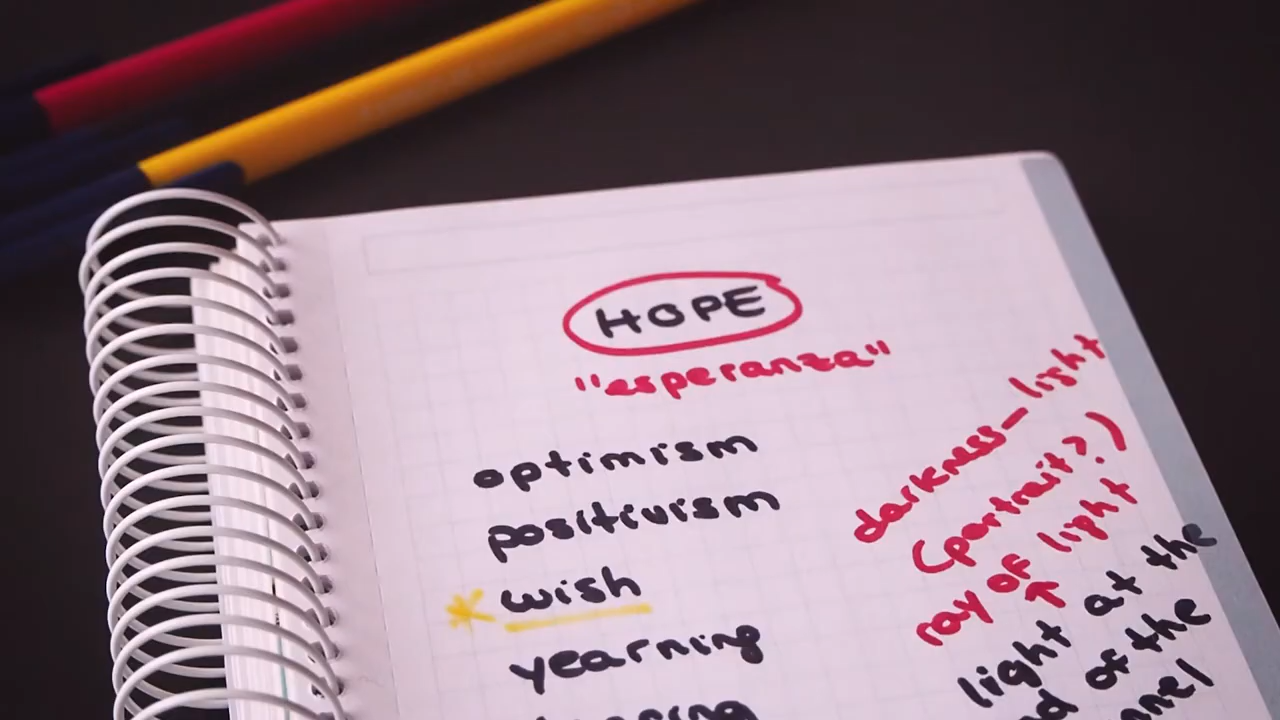 HOPE
"esperanza"
optimism
positivism
wish
yearning
darkness-light
(portrait?)
ray of light
light at the
of the